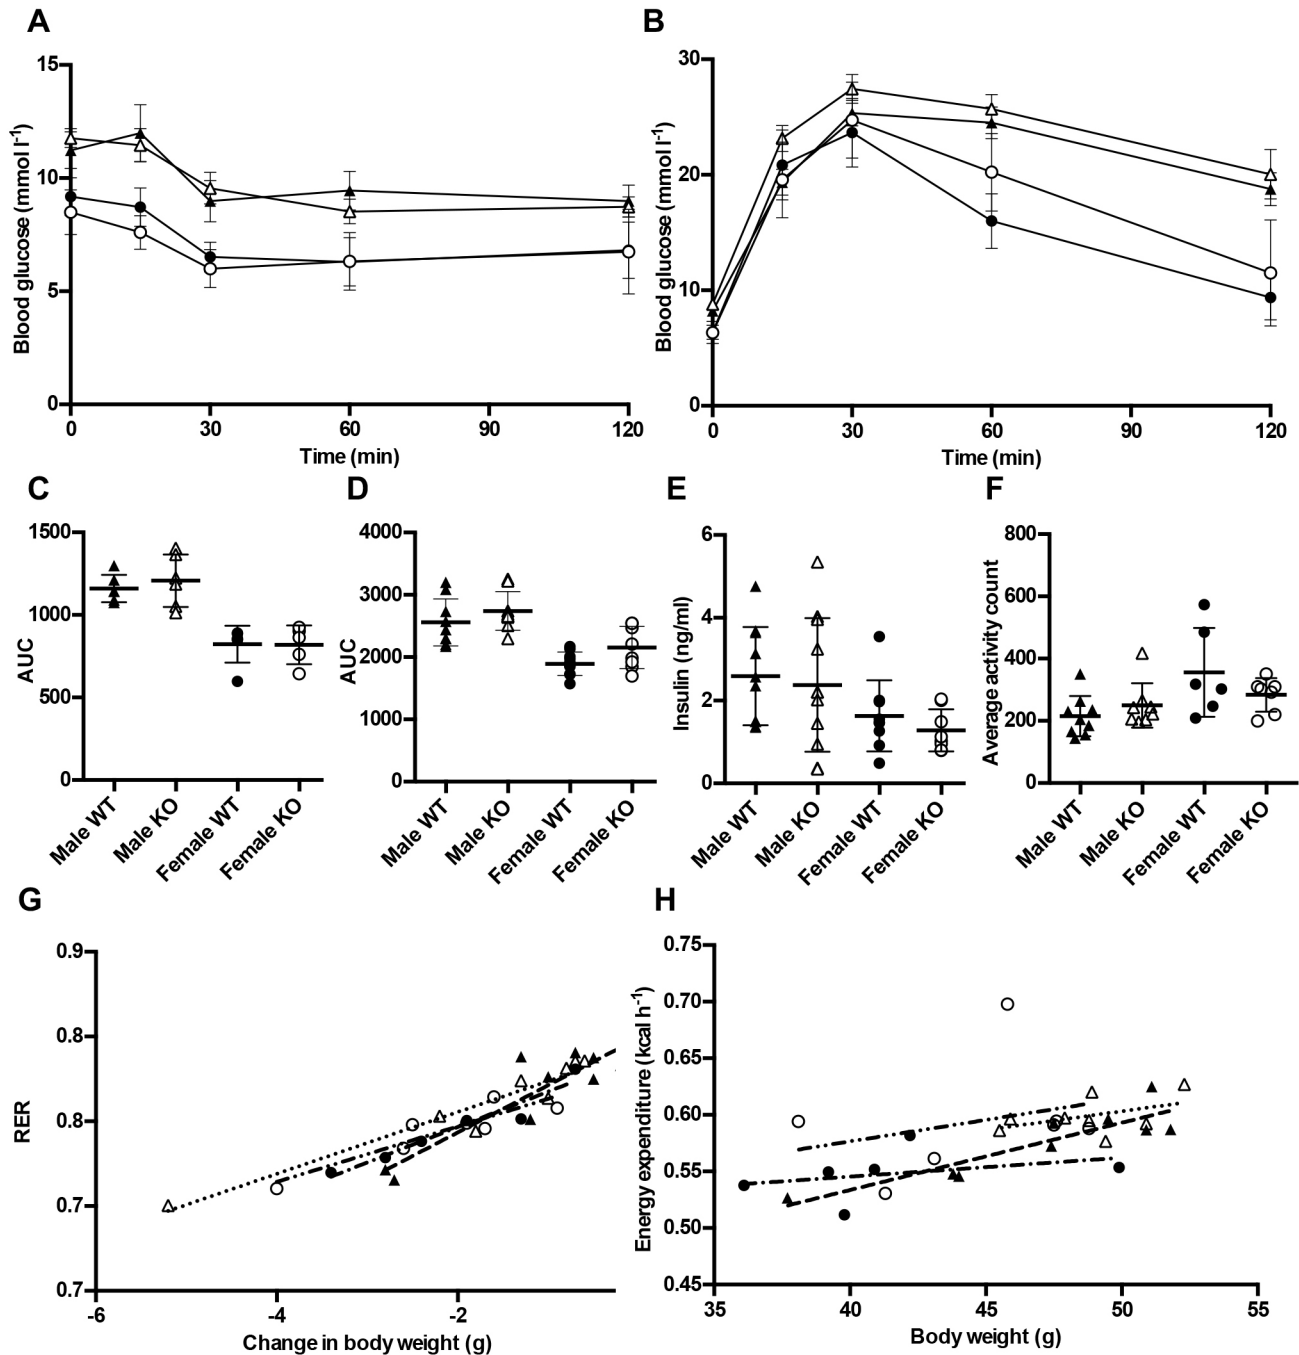 A
B
15
10
5
0
Blood glucose (mmol l⁻¹)
0
30
60
90
120
Time (min)
30
20
10
0
Blood glucose (mmol l⁻¹)
0
30
60
90
120
Time (min)
C
D
E
F
1500
1000
500
0
AUC
Male WT
Male KO
Female WT
Female KO
4000
3000
2000
1000
0
AUC
Male WT
Male KO
Female WT
Female KO
6
4
2
0
Insulin (ng/ml)
Male WT
Male KO
Female WT
Female KO
800
600
400
200
0
Average activity count
Male WT
Male KO
Female WT
Female KO
G
H
0.9
0.8
0.8
0.7
0.7
RER
-6
-4
-2
Change in body weight (g)
0.75
0.70
0.65
0.60
0.55
0.50
0.45
Energy expenditure (kcal h⁻¹)
35
40
45
50
55
Body weight (g)